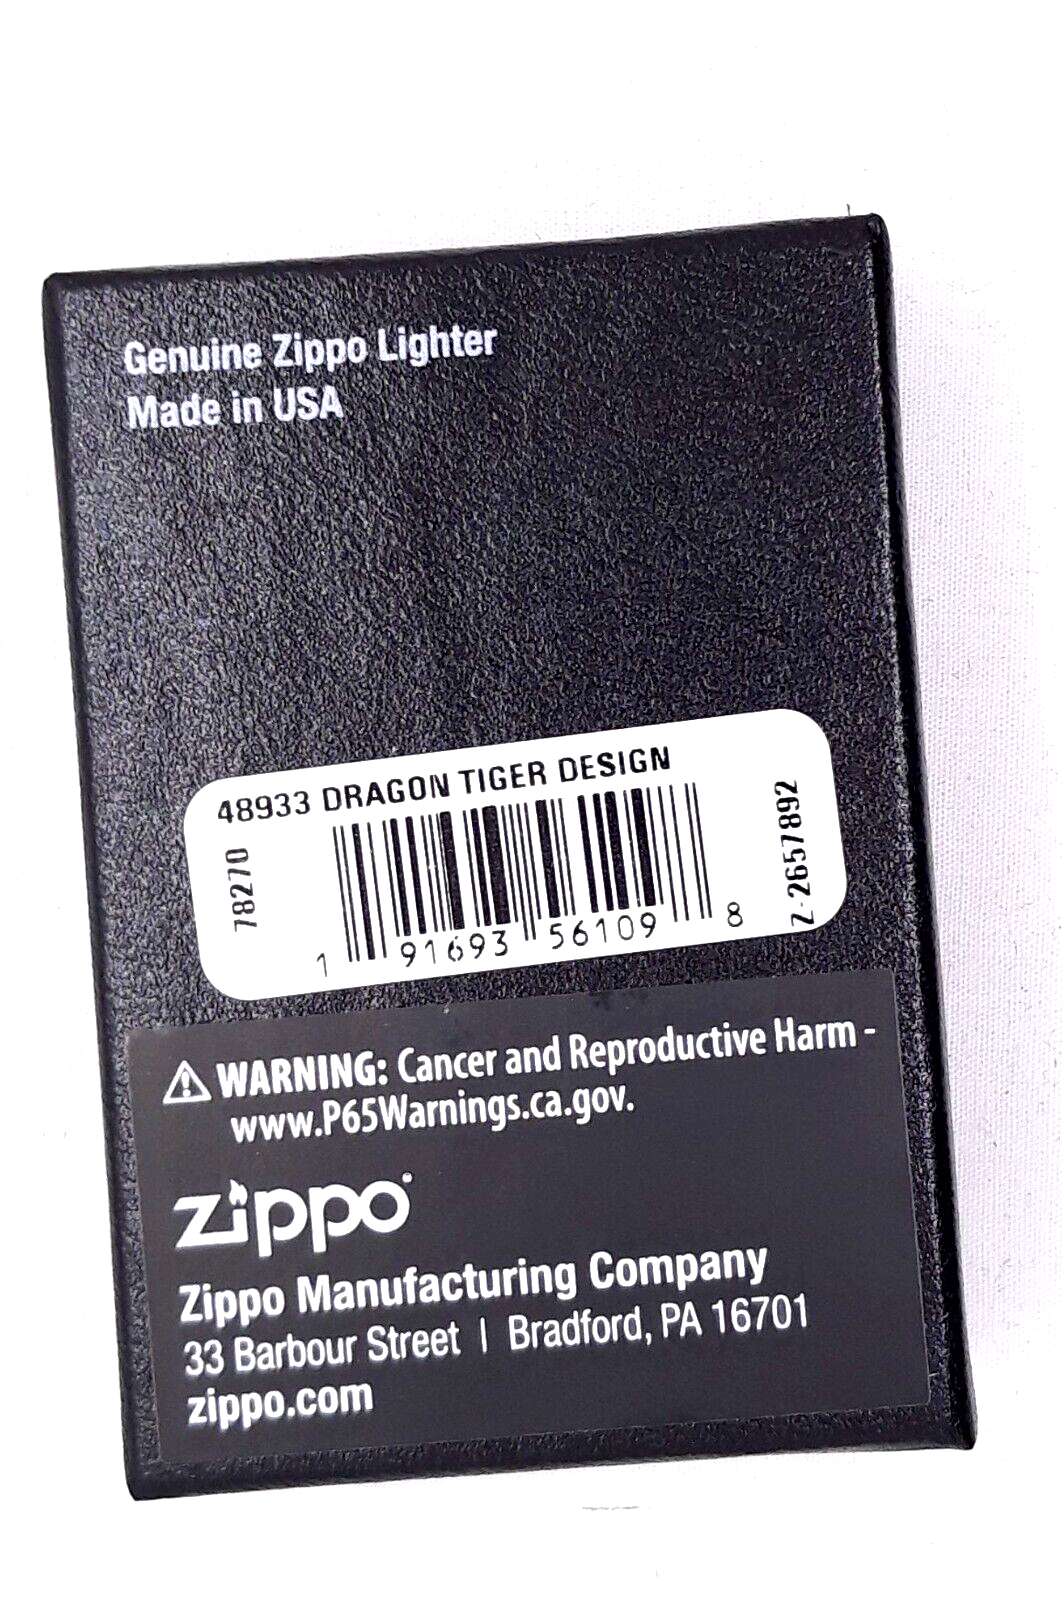 Genuine Zippo Lighter
Made in USA
48933 DRAGON TIGER DESIGN
78270
1 91693 56109 8
Z-2657892
⚠ WARNING: Cancer and Reproductive Harm -
www.P65Warnings.ca.gov.
zippo
Zippo Manufacturing Company
33 Barbour Street | Bradford, PA 16701
zippo.com